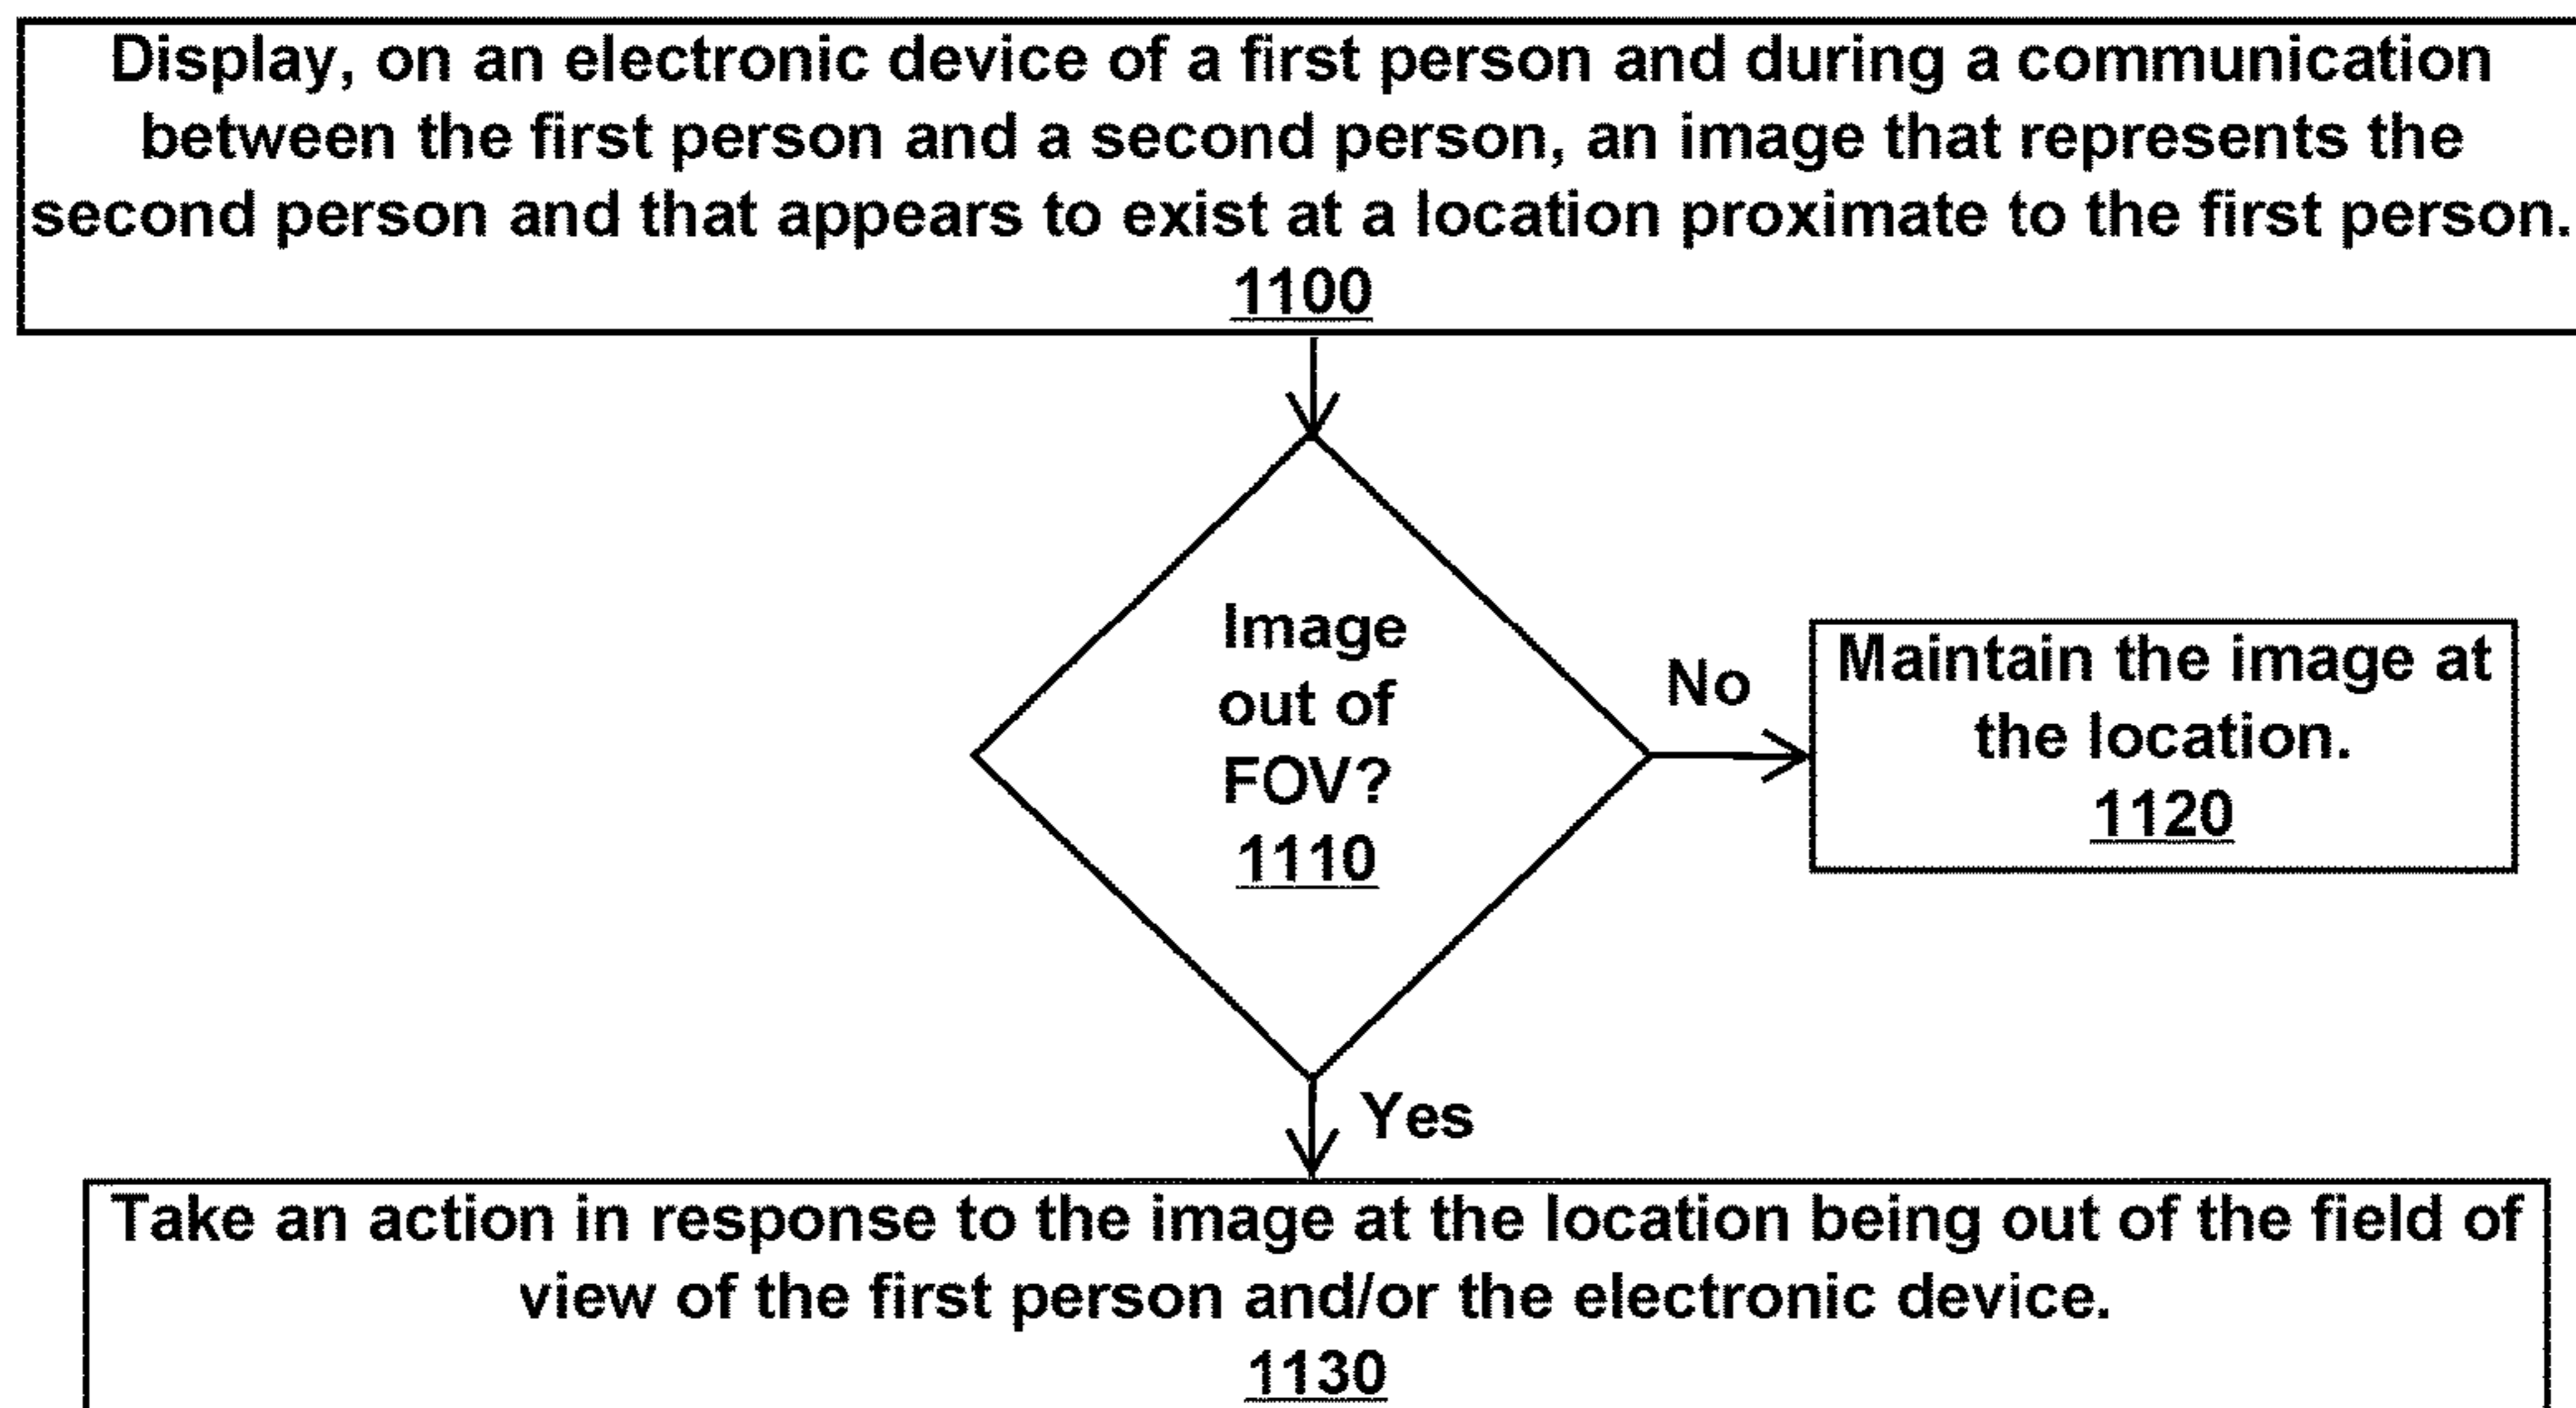 Display, on an electronic device of a first person and during a communication
between the first person and a second person, an image that represents the
second person and that appears to exist at a location proximate to the first person.
1100
Image
out of
FOV?
1110
No
Maintain the image at
the location.
1120
Yes
Take an action in response to the image at the location being out of the field of
view of the first person and/or the electronic device.
1130